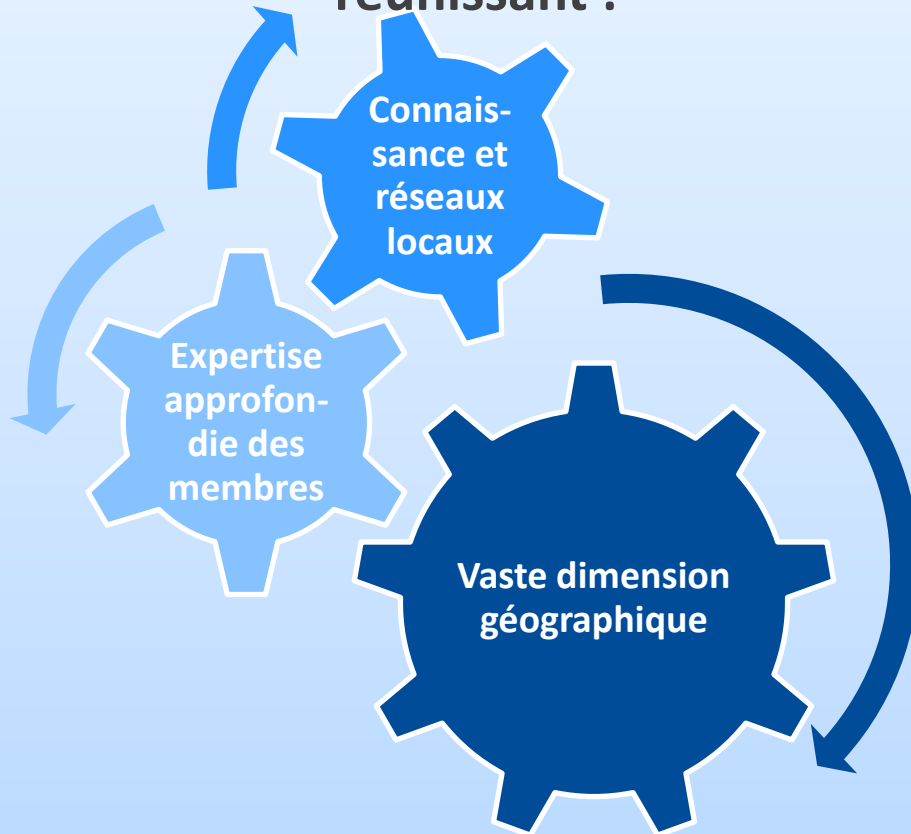 réunissant :
Connais-
sance et
réseaux
locaux
Expertise
approfon-
die des
membres
Vaste dimension
géographique